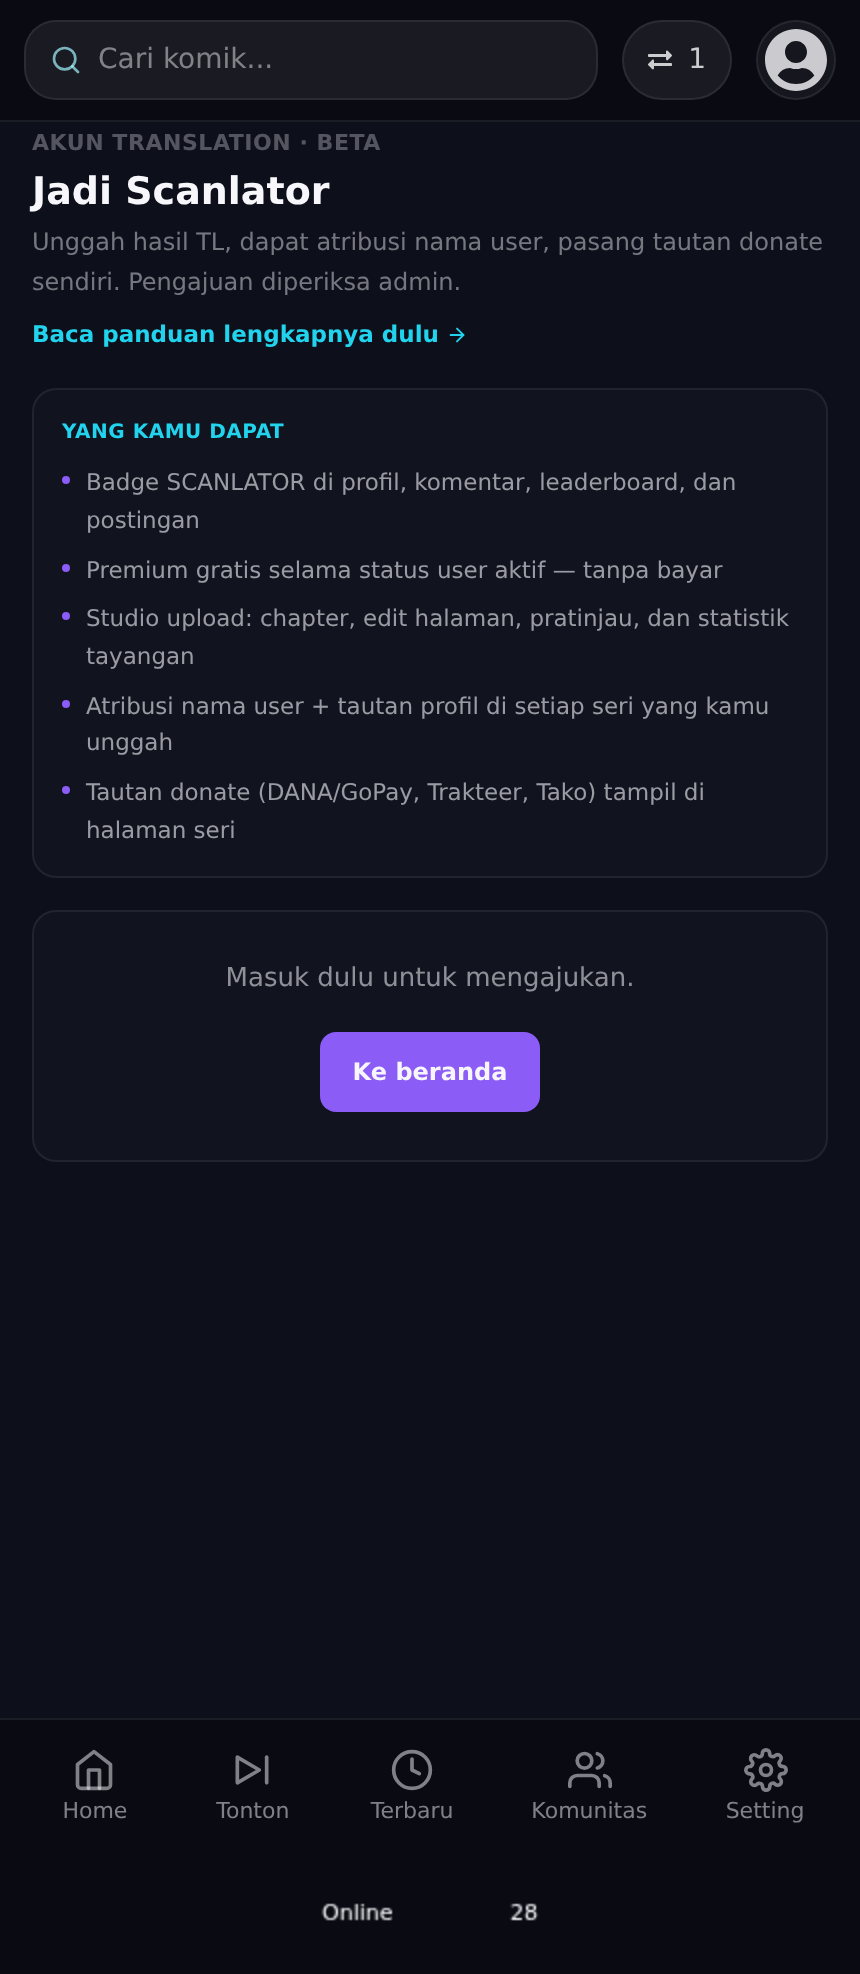 Cari komik...
1
AKUN TRANSLATION · BETA
Jadi Scanlator
Unggah hasil TL, dapat atribusi nama user, pasang tautan donate
sendiri. Pengajuan diperiksa admin.
Baca panduan lengkapnya dulu →
YANG KAMU DAPAT
• Badge SCANLATOR di profil, komentar, leaderboard, dan
postingan
• Premium gratis selama status user aktif — tanpa bayar
• Studio upload: chapter, edit halaman, pratinjau, dan statistik
tayangan
• Atribusi nama user + tautan profil di setiap seri yang kamu
unggah
• Tautan donate (DANA/GoPay, Trakteer, Tako) tampil di
halaman seri
Masuk dulu untuk mengajukan.
Ke beranda
Home
Tonton
Terbaru
Komunitas
Setting
Online
28